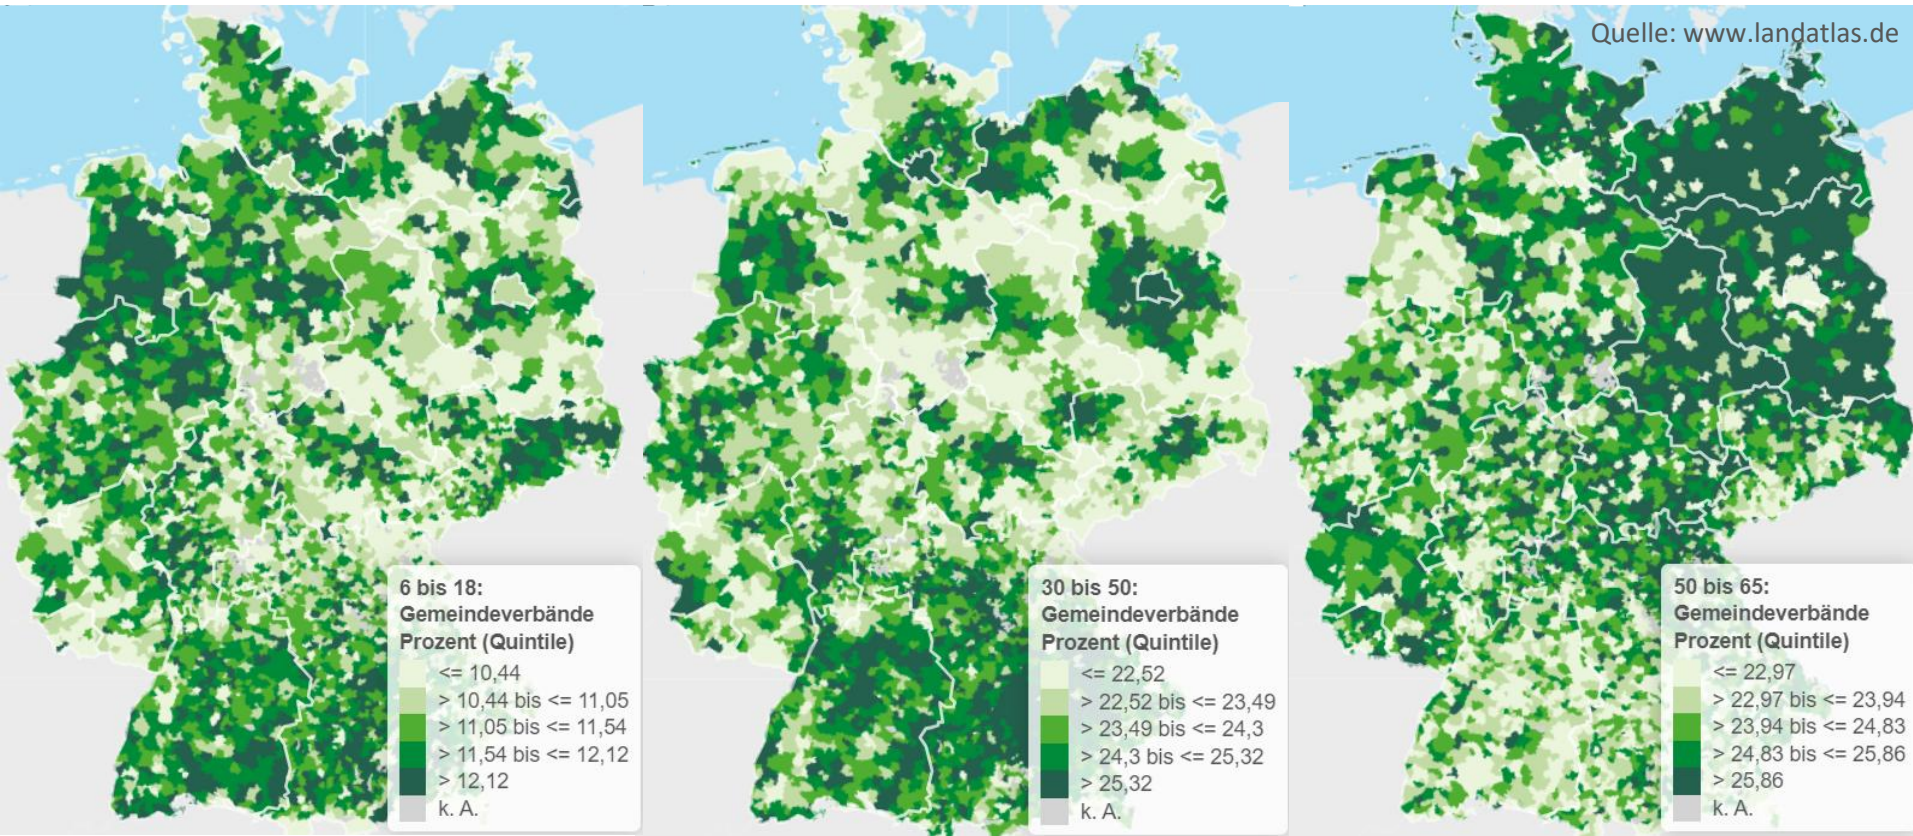 Quelle: www.landatlas.de
6 bis 18:
Gemeindeverbände
Prozent (Quintile)
<= 10,44
> 10,44 bis <= 11,05
> 11,05 bis <= 11,54
> 11,54 bis <= 12,12
> 12,12
k. A.
30 bis 50:
Gemeindeverbände
Prozent (Quintile)
<= 22,52
> 22,52 bis <= 23,49
> 23,49 bis <= 24,3
> 24,3 bis <= 25,32
> 25,32
k. A.
50 bis 65:
Gemeindeverbände
Prozent (Quintile)
<= 22,97
> 22,97 bis <= 23,94
> 23,94 bis <= 24,83
> 24,83 bis <= 25,86
> 25,86
k. A.